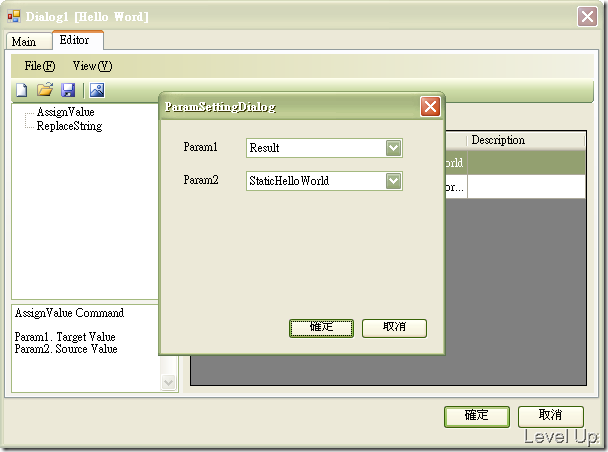 Dialog1 [Hello Word]
Main
Editor
File(F)
View(V)
AssignValue
ReplaceString
ParamSettingDialog
Param1
Result
Param2
StaticHelloWorld
確定
取消
Description
orld
or...
AssignValue Command
Param1. Target Value
Param2. Source Value
確定
取消
Level Up